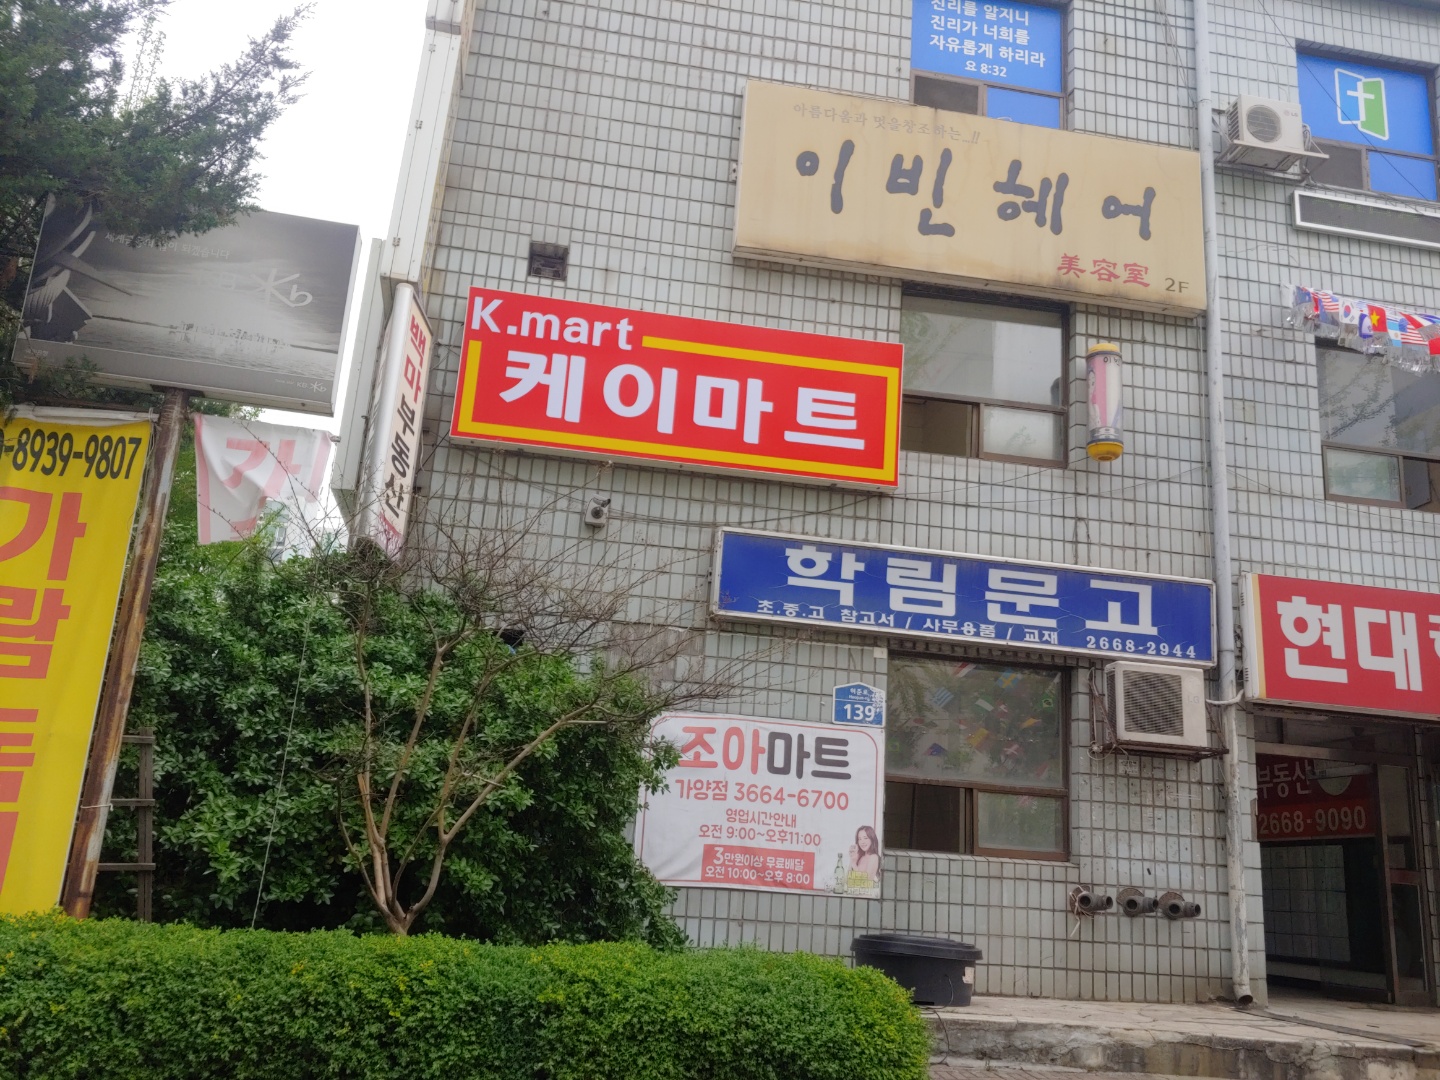 진리를 알지니
진리가 너희를
자유롭게 하리라
요 8:32
아름다움과 멋을창조하는...!!
이빈헤어
美容室 2F
K.mart
케이마트
백마부동산
-8939-9807
가
람
학림문고
초.중.고 참고서 / 사무용품 / 교재 2668-2944
현대
139
조아마트
가양점 3664-6700
영업시간안내
오전 9:00~오후11:00
3만원이상 무료배달
오전 10:00~오후 8:00
부동산
2668-9090